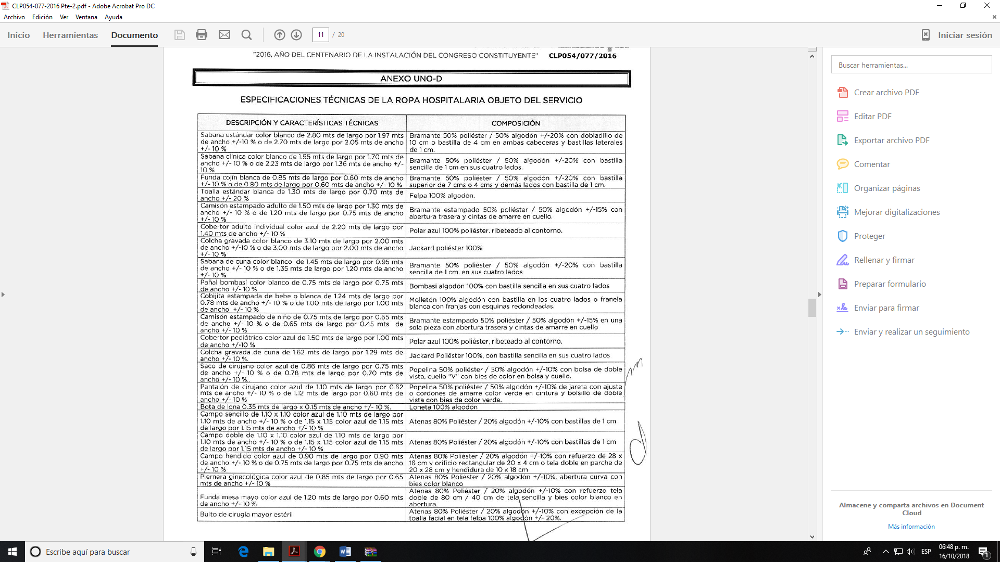 CLP054-077-2016 Pte-2.pdf - Adobe Acrobat Pro DC
Archivo Edición Ver Ventana Ayuda
Inicio Herramientas Documento 11 / 20 Iniciar sesión
"2016, AÑO DEL CENTENARIO DE LA INSTALACIÓN DEL CONGRESO CONSTITUYENTE" CLP054/077/2016
ANEXO UNO-D
ESPECIFICACIONES TÉCNICAS DE LA ROPA HOSPITALARIA OBJETO DEL SERVICIO
DESCRIPCIÓN Y CARACTERÍSTICAS TÉCNICAS
COMPOSICIÓN
Sabana estándar color blanco de 2.80 mts de largo por 1.97 mts
de ancho +/-10 % o de 2.70 mts de largo por 2.05 mts de ancho
+/- 10 %
Bramante 50% poliéster / 50% algodón +/-20% con dobladillo de
10 cm o bastilla de 4 cm en ambas cabeceras y bastillas laterales
de 1 cm.
Sabana clínica color blanco de 1.95 mts de largo por 1.70 mts de
ancho +/- 10 % o de 2.23 mts de largo por 1.36 mts de ancho +/-
10 %
Bramante 50% poliéster / 50% algodón +/-20% con bastilla
sencilla de 1 cm en sus cuatro lados.
Funda cojín blanca de 0.85 mts de largo por 0.60 mts de ancho
+/- 10 % o de 0.80 mts de largo por 0.60 mts de ancho +/- 10 %
Bramante 50% poliéster / 50% algodón +/-20% con bastilla
superior de 7 cms o 4 cms y demás lados con bastilla de 1 cm.
Toalla estándar blanca de 1.30 mts de largo por 0.70 mts de
ancho +/- 20 %
Felpa 100% algodón.
Camisón estampado adulto de 1.50 mts de largo por 1.30 mts de
ancho +/- 10 % o de 1.20 mts de largo por 0.75 mts de ancho
+/- 10 %
Bramante estampado 50% poliéster / 50% algodón +/-15% con
abertura trasera y cintas de amarre en cuello.
Cobertor adulto individual color azul de 2.20 mts de largo por
1.40 mts de ancho +/- 10 %
Polar azul 100% poliéster, ribeteado al contorno.
Colcha gravada color blanco de 3.10 mts de largo por 2.00 mts
de ancho +/-10 % o de 3.00 mts de largo por 2.00 mts de ancho
+/- 10 %
Jackard poliéster 100%
Sabana de cuna color blanco de 1.45 mts de largo por 0.95 mts
de ancho +/- 10 % o de 1.35 mts de largo por 1.20 mts de ancho
+/- 10 %
Bramante 50% poliéster / 50% algodón +/-20% con bastilla
sencilla de 1 cm. en sus cuatro lados
Pañal bombasí color blanco de 0.75 mts de largo por 0.75 mts
de ancho +/- 10 %
Bombasi algodón 100% con bastilla sencilla en sus cuatro lados
Cobijita estampada de bebe o blanca de 1.24 mts de largo por
0.78 mts de ancho +/- 10 % o de 1.00 mts de largo por 1.00 mts
de ancho +/- 10 %
Molletón 100% algodón con bastilla en los cuatro lados o franela
blanca con franjas con esquinas redondeadas.
Camisón estampado de niño de 0.75 mts de largo por 0.65 mts
de ancho +/- 10 % o de 0.65 mts de largo por 0.45 mts de
ancho +/- 10 %
Bramante estampado 50% poliéster / 50% algodón +/-15% en una
sola pieza con abertura trasera y cintas de amarre en cuello
Cobertor pediátrico color azul de 1.50 mts de largo por 1.00 mts
de ancho +/-10 %
Polar azul 100% poliéster, ribeteado al contorno.
Colcha gravada de cuna de 1.62 mts de largo por 1.29 mts de
ancho +/- 10 %.
Jackard Poliéster 100%, con bastilla sencilla en sus cuatro lados
Saco de cirujano color azul de 0.86 mts de largo por 0.75 mts
de ancho +/- 10 % o de 0.78 mts de largo por 0.70 mts de
ancho +/- 10 %..
Popelina 50% poliéster / 50% algodón +/-10% con bolsa de doble
vista, cuello "V" con bies de color en bolsa y cuello.
Pantalón de cirujano color azul de 1.10 mts de largo por 0.62
mts de ancho +/- 10 % o de 1.12 mts de largo por 0.60 mts de
ancho +/- 10 %
Popelina 50% poliéster / 50% algodón +/-10% de jareta con ajuste
o cordones de amarre color verde en cintura y bolsillo de doble
vista con bies de color verde.
Bota de lona 0.35 mts de largo x 0.15 mts de ancho +/- 10 %.
Loneta 100% algodón
Campo sencillo de 1.10 x 1.10 color azul de 1.10 mts de largo por
1.10 mts de ancho +/- 10 % o de 1.15 x 1.15 color azul de 1.15 mts
de largo por 1.15 mts de ancho +/- 10 %
Atenas 80% Poliéster / 20% algodón +/-10% con bastillas de 1 cm
Campo doble de 1.10 x 1.10 color azul de 1.10 mts de largo por
1.10 mts de ancho +/- 10 % o de 1.15 x 1.15 color azul de 1.15 mts
de largo por 1.15 mts de ancho +/- 10 %
Atenas 80% Poliéster / 20% algodón +/-10% con bastillas de 1 cm
Campo hendido color azul de 0.90 mts de largo por 0.90 mts
de ancho +/- 10 % o de 0.75 mts de largo por 0.75 mts de ancho
+/- 10 %
Atenas 80% Poliéster / 20% algodón +/-10% con refuerzo de 28 x
16 cm y orificio rectangular de 20 x 4 cm o tela doble en parche de
20 x 28 cm y hendidura de 10 x 18 cm
Piernera ginecológica color azul de 0.85 mts de largo por 0.65
mts de ancho +/- 10 %
Atenas 80% Poliéster / 20% algodón +/-10%, abertura curva con
bies color blanco
Funda mesa mayo color azul de 1.20 mts de largo por 0.60 mts
de ancho +/- 10 %
Atenas 80% Poliéster / 20% algodón +/-10% con refuerzo tela
doble de 80 cm / 40 cm de tela sencilla y bies color blanco en
abertura.
Bulto de cirugía mayor estéril
Atenas 80% Poliéster / 20% algodón +/-10% con excepción de la
toalla facial en tela felpa 100% algodón +/- 20%.
Buscar herramientas...
Crear archivo PDF
Editar PDF
Exportar archivo PDF
Comentar
Organizar páginas
Mejorar digitalizaciones
Proteger
Rellenar y firmar
Preparar formulario
Enviar para firmar
Enviar y realizar un seguimiento
Almacene y comparta archivos en Document
Cloud
Más información
Escribe aquí para buscar
ESP
06:48 p. m.
16/10/2018
1